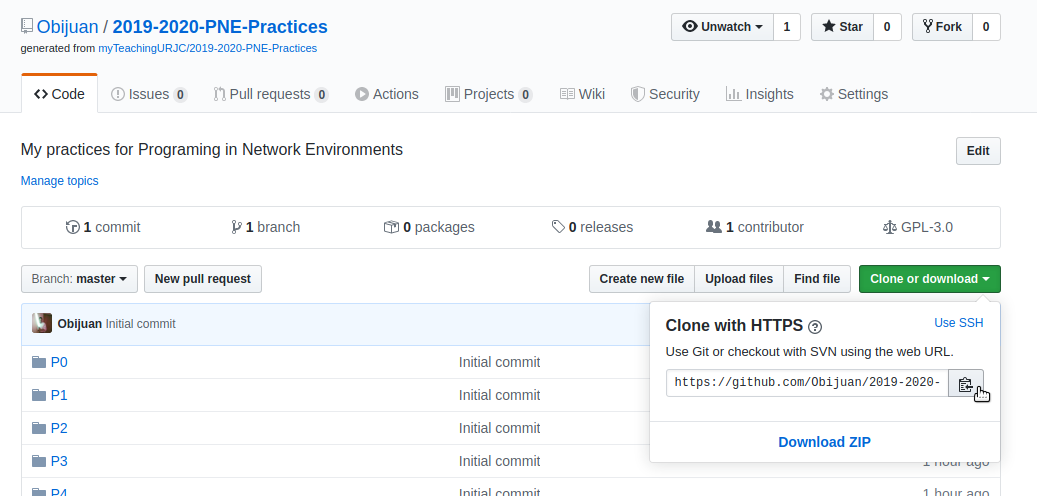 Obijuan / 2019-2020-PNE-Practices
Unwatch 1 Star 0 Fork 0
generated from myTeachingURJC/2019-2020-PNE-Practices
Code Issues 0 Pull requests 0 Actions Projects 0 Wiki Security Insights Settings
My practices for Programing in Network Environments
Edit
Manage topics
1 commit 1 branch 0 packages 0 releases 1 contributor GPL-3.0
Branch: master New pull request Create new file Upload files Find file Clone or download
Obijuan Initial commit
Clone with HTTPS ? Use SSH
Use Git or checkout with SVN using the web URL.
https://github.com/Obijuan/2019-2020-
Download ZIP
P0 Initial commit
P1 Initial commit
P2 Initial commit
P3 Initial commit 1 hour ago
P4 Initial commit 1 hour ago